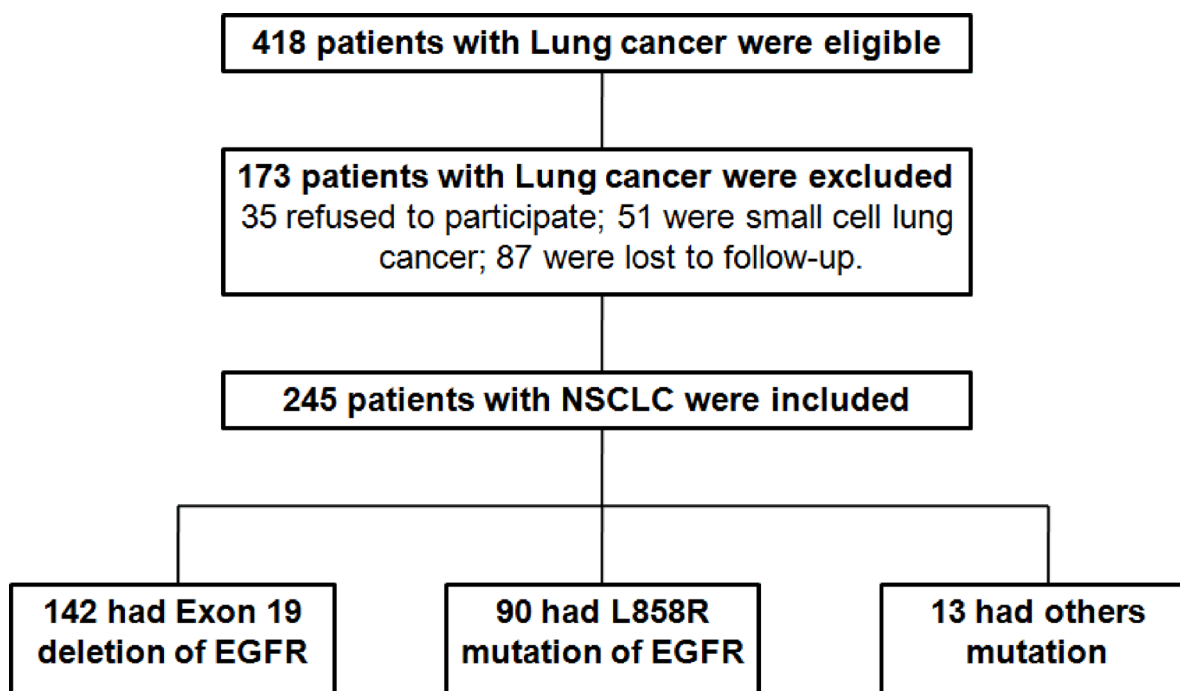 418 patients with Lung cancer were eligible
173 patients with Lung cancer were excluded
35 refused to participate; 51 were small cell lung
cancer; 87 were lost to follow-up.
245 patients with NSCLC were included
142 had Exon 19
deletion of EGFR
90 had L858R
mutation of EGFR
13 had others
mutation